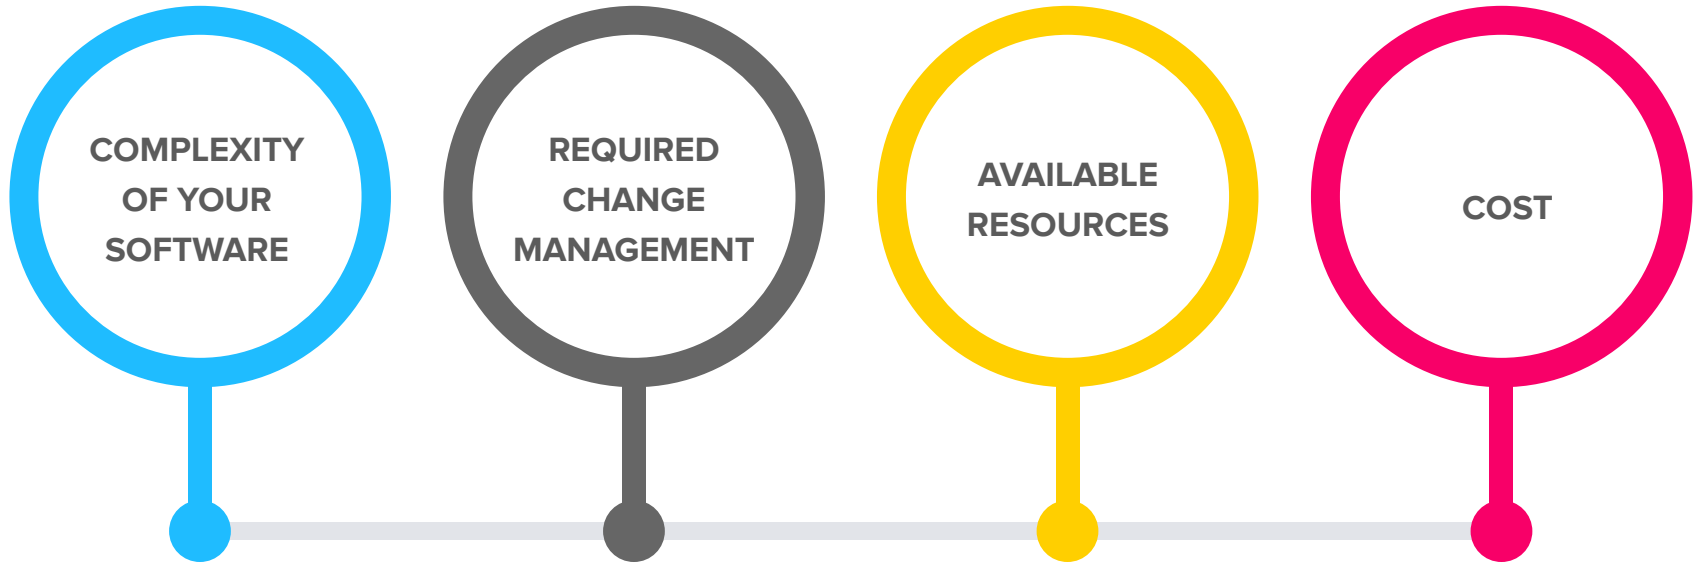 COMPLEXITY
OF YOUR
SOFTWARE
REQUIRED
CHANGE
MANAGEMENT
AVAILABLE
RESOURCES
COST